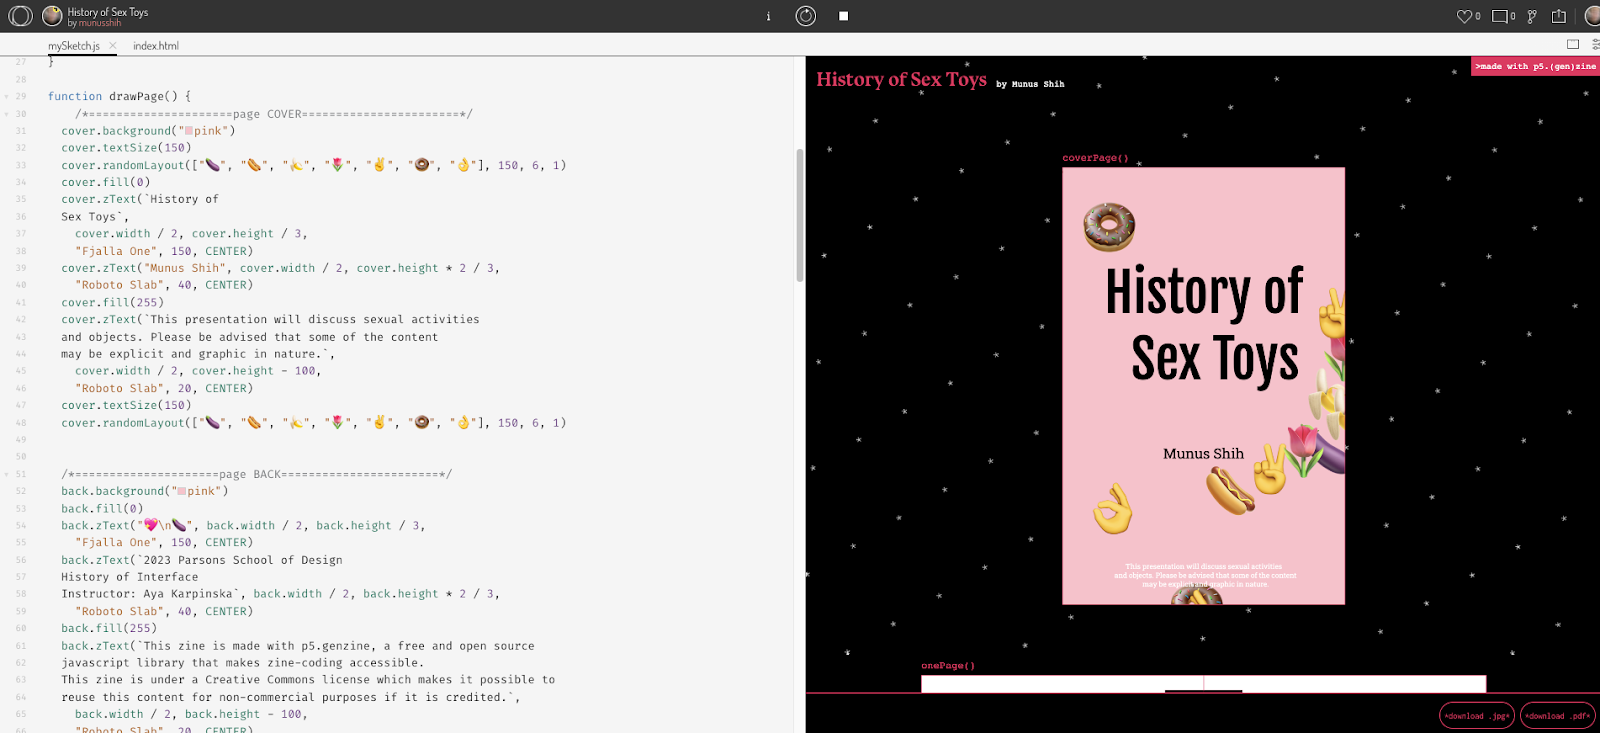 History of Sex Toys
by munusshih
i
0
0
mySketch.js
index.html
27 }
28
29 function drawPage() {
30 /*=====================page COVER=======================*/
31 cover.background("pink")
32 cover.textSize(150)
33 cover.randomLayout(["🍆", "🌭", "🍌", "🌷", "✌️", "🍩", "👌"], 150, 6, 1)
34 cover.fill(0)
35 cover.zText(`History of
36 Sex Toys`,
37 cover.width / 2, cover.height / 3,
38 "Fjalla One", 150, CENTER)
39 cover.zText("Munus Shih", cover.width / 2, cover.height * 2 / 3,
40 "Roboto Slab", 40, CENTER)
41 cover.fill(255)
42 cover.zText(`This presentation will discuss sexual activities
43 and objects. Please be advised that some of the content
44 may be explicit and graphic in nature.`,
45 cover.width / 2, cover.height - 100,
46 "Roboto Slab", 20, CENTER)
47 cover.textSize(150)
48 cover.randomLayout(["🍆", "🌭", "🍌", "🌷", "✌️", "🍩", "👌"], 150, 6, 1)
49
50
51 /*=====================page BACK=======================*/
52 back.background("pink")
53 back.fill(0)
54 back.zText("💖\n🍆", back.width / 2, back.height / 3,
55 "Fjalla One", 150, CENTER)
56 back.zText(`2023 Parsons School of Design
57 History of Interface
58 Instructor: Aya Karpinska`, back.width / 2, back.height * 2 / 3,
59 "Roboto Slab", 40, CENTER)
60 back.fill(255)
61 back.zText(`This zine is made with p5.genzine, a free and open source
62 javascript library that makes zine-coding accessible.
63 This zine is under a Creative Commons license which makes it possible to
64 reuse this content for non-commercial purposes if it is credited.`,
65 back.width / 2, back.height - 100,
66 "Roboto Slab", 20, CENTER)
History of Sex Toys by Munus Shih
>made with p5.(gen)zine
coverPage()
History of
Sex Toys
Munus Shih
This presentation will discuss sexual activities
and objects. Please be advised that some of the content
may be explicit and graphic in nature.
onePage()
*download .jpg*
*download .pdf*